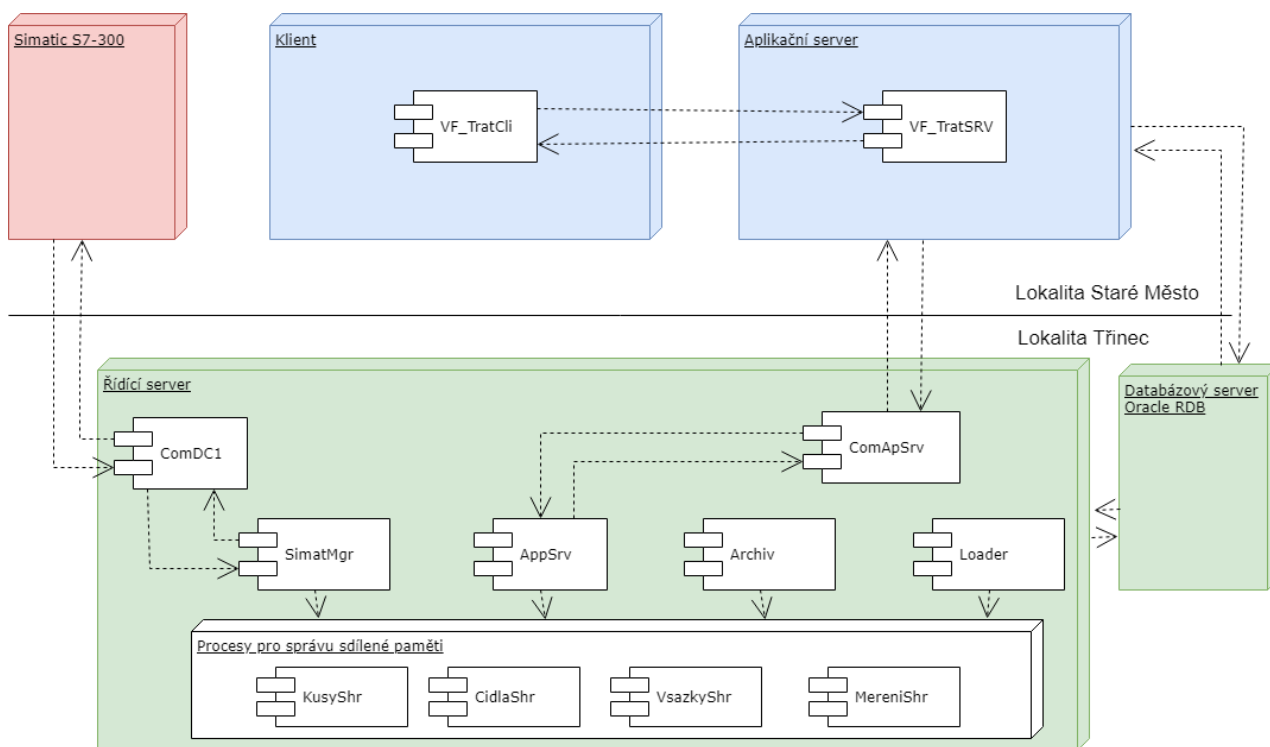 Simatic S7-300
Klient
Aplikační server
VF_TratCli
VF_TratSRV
Lokalita Staré Město
Lokalita Třinec
Řídící server
Databázový server
Oracle RDB
ComDC1
ComApSrv
SimatMgr
AppSrv
Archiv
Loader
Procesy pro správu sdílené paměti
KusyShr
CidlaShr
VsazkyShr
MereniShr